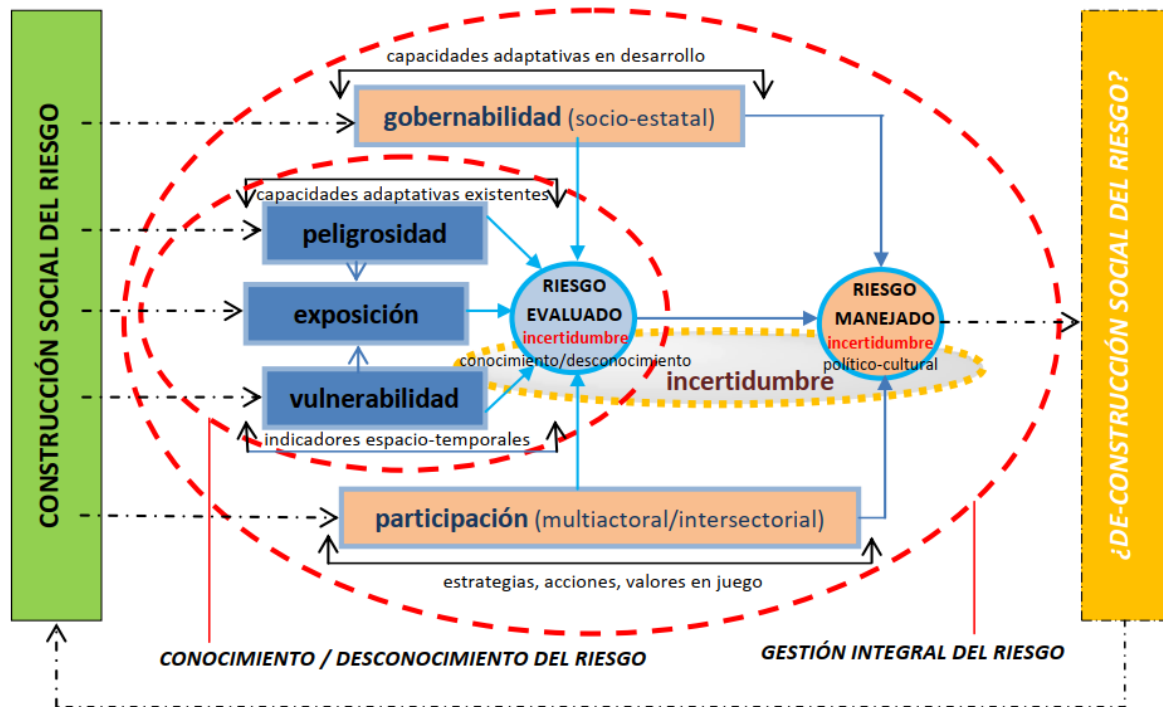 CONSTRUCCIÓN SOCIAL DEL RIESGO
capacidades adaptativas en desarrollo
gobernabilidad (socio-estatal)
capacidades adaptativas existentes
peligrosidad
exposición
vulnerabilidad
indicadores espacio-temporales
RIESGO
EVALUADO
incertidumbre
conocimiento/desconocimiento
incertidumbre
RIESGO
MANEJADO
incertidumbre
político-cultural
participación (multiactoral/intersectorial)
estrategias, acciones, valores en juego
CONOCIMIENTO / DESCONOCIMIENTO DEL RIESGO
GESTIÓN INTEGRAL DEL RIESGO
¿DE-CONSTRUCCIÓN SOCIAL DEL RIESGO?